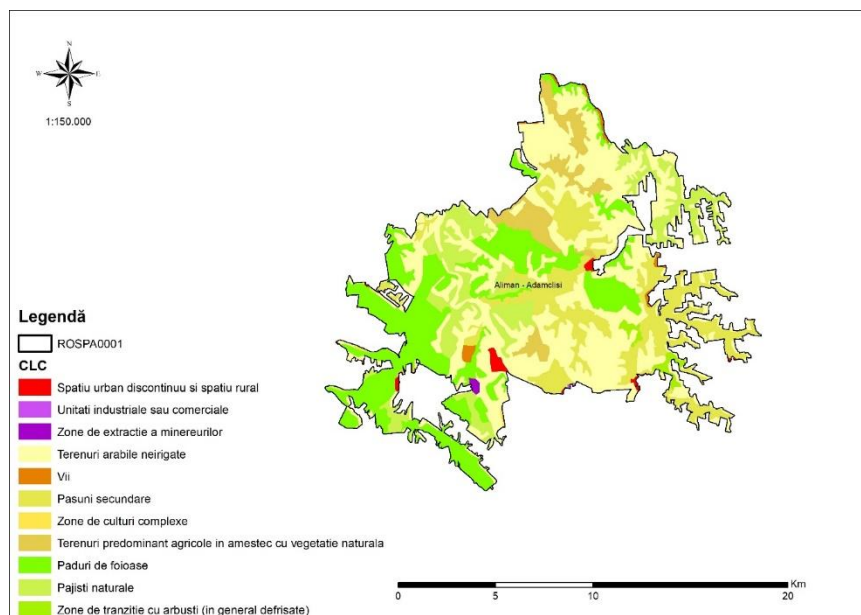 N
W E
S
1:150.000
Aliman - Adamclisi
Legendă
ROSPA0001
CLC
Spatiu urban discontinuu si spatiu rural
Unitati industriale sau comerciale
Zone de extractie a minereurilor
Terenuri arabile neirigate
Vii
Pasuni secundare
Zone de culturi complexe
Terenuri predominant agricole in amestec cu vegetatie naturala
Paduri de foioase
Pajisti naturale
Zone de tranzitie cu arbusti (in general defrisate)
Km
0 5 10 20